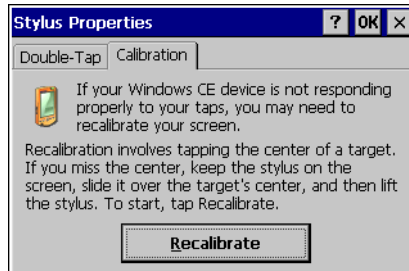 Stylus Properties ? OK ×
Double-Tap Calibration
If your Windows CE device is not responding
properly to your taps, you may need to
recalibrate your screen.
Recalibration involves tapping the center of a target.
If you miss the center, keep the stylus on the
screen, slide it over the target's center, and then lift
the stylus. To start, tap Recalibrate.
Recalibrate